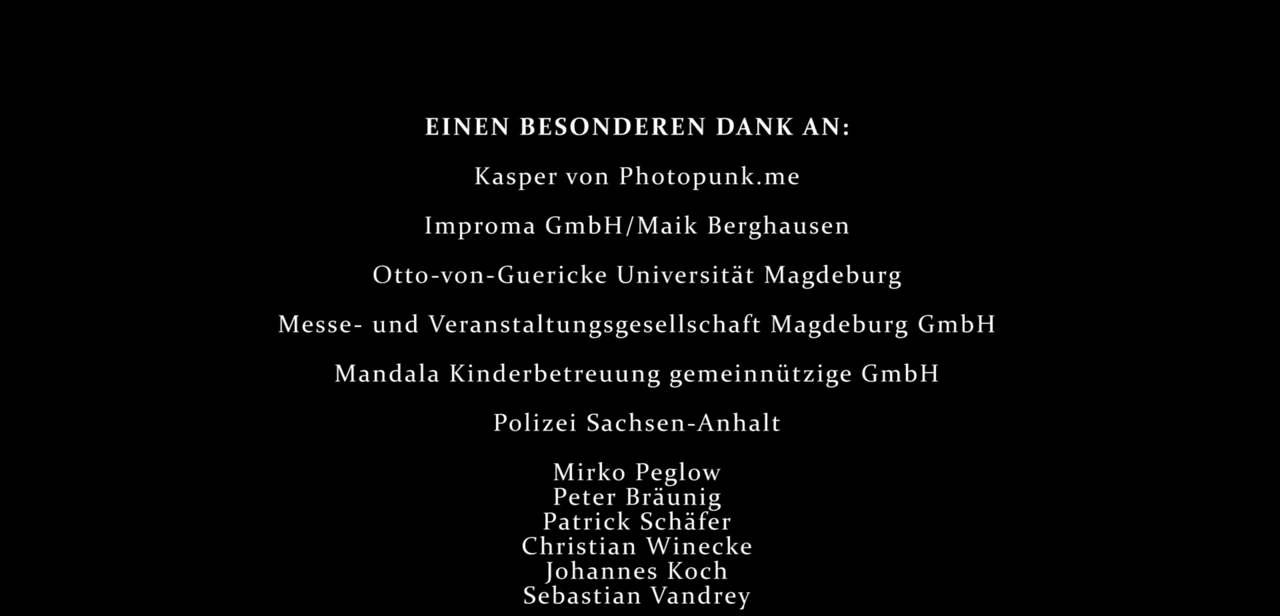 EINEN BESONDEREN DANK AN:
Kasper von Photopunk.me
Improma GmbH/Maik Berghausen
Otto-von-Guericke Universität Magdeburg
Messe- und Veranstaltungsgesellschaft Magdeburg GmbH
Mandala Kinderbetreuung gemeinnützige GmbH
Polizei Sachsen-Anhalt
Mirko Peglow
Peter Bräunig
Patrick Schäfer
Christian Winecke
Johannes Koch
Sebastian Vandrey